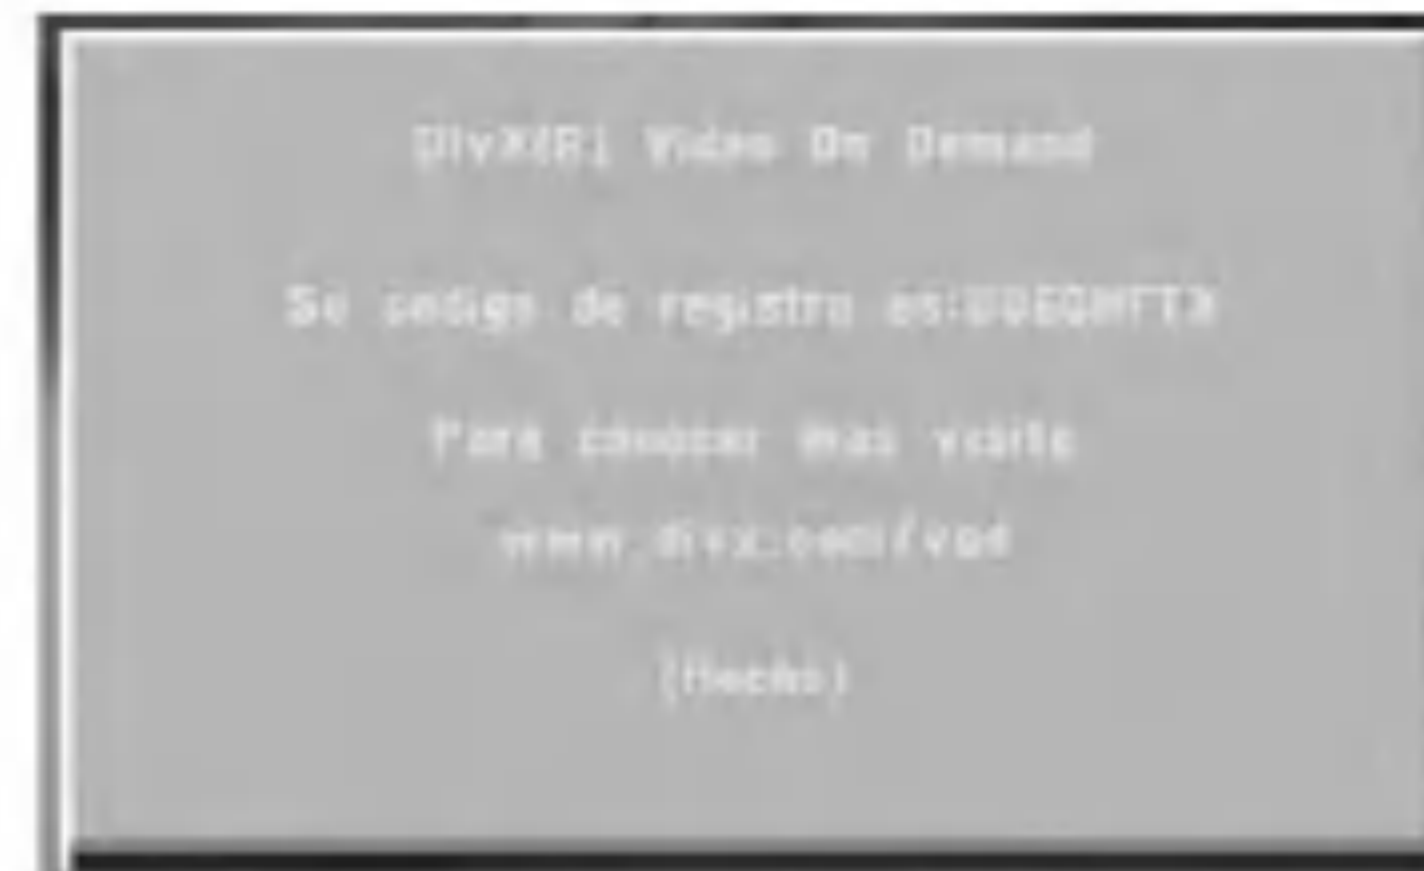 DivX(R) Video On Demand
Su codigo de registro es:
Para conocer mas visite
www.divx.com/vod
(Hecho)